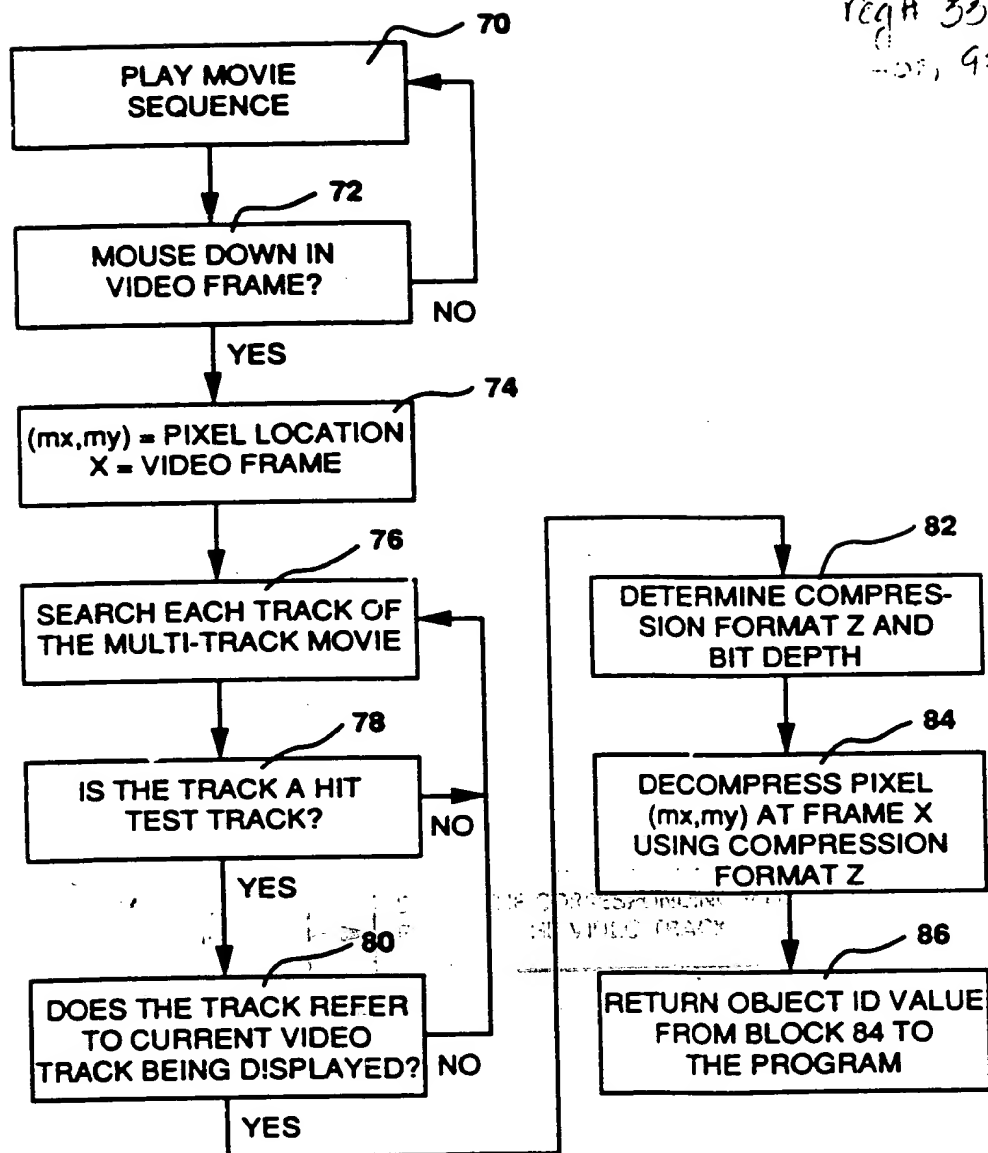 70
PLAY MOVIE
SEQUENCE
72
MOUSE DOWN IN
VIDEO FRAME?
NO
YES
74
(mx,my) = PIXEL LOCATION
X = VIDEO FRAME
76
SEARCH EACH TRACK OF
THE MULTI-TRACK MOVIE
78
IS THE TRACK A HIT
TEST TRACK?
NO
YES
80
DOES THE TRACK REFER
TO CURRENT VIDEO
TRACK BEING DISPLAYED?
NO
YES
82
DETERMINE COMPRES-
SION FORMAT Z AND
BIT DEPTH
84
DECOMPRESS PIXEL
(mx,my) AT FRAME X
USING COMPRESSION
FORMAT Z
86
RETURN OBJECT ID VALUE
FROM BLOCK 84 TO
THE PROGRAM